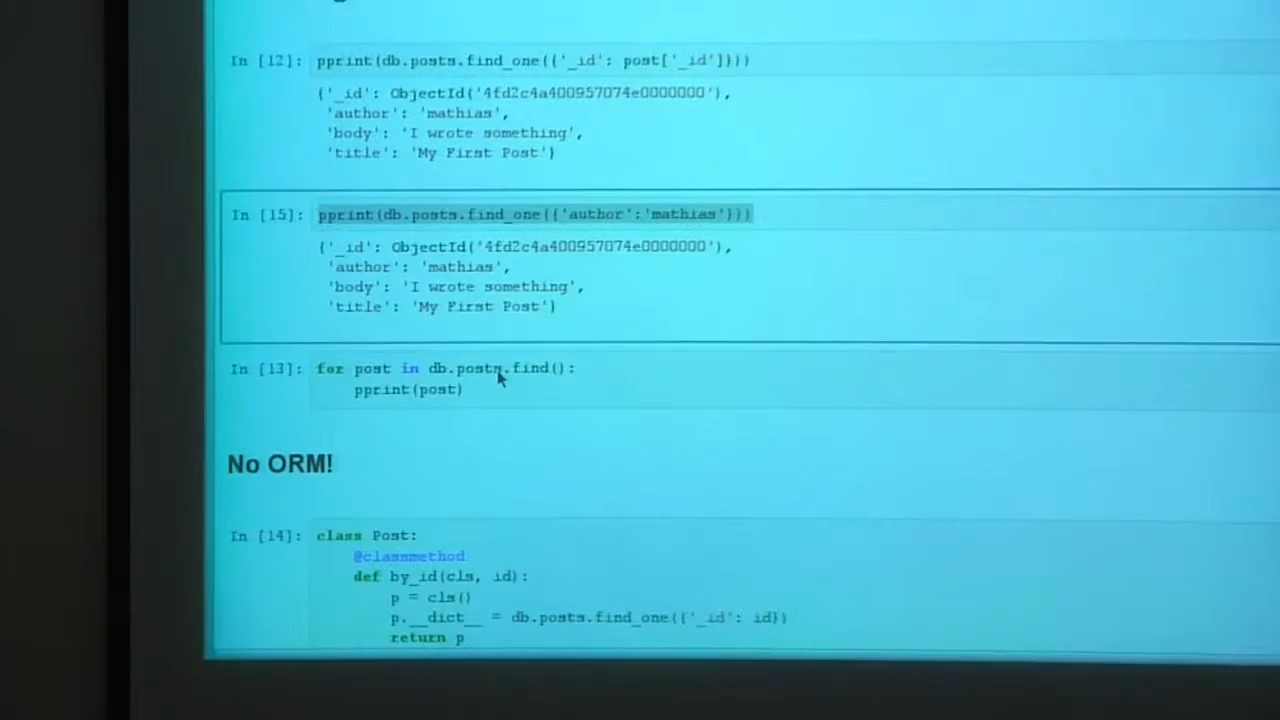 In [12]: pprint(db.posts.find_one({'_id': post['_id']}))
{'_id': ObjectId('4fd2c4a400957074e0000000'),
'author': 'mathias',
'body': 'I wrote something',
'title': 'My First Post'}
In [15]: pprint(db.posts.find_one({'author':'mathias'}))
{'_id': ObjectId('4fd2c4a400957074e0000000'),
'author': 'mathias',
'body': 'I wrote something',
'title': 'My First Post'}
In [13]: for post in db.posts.find():
pprint(post)
No ORM!
In [14]: class Post:
@classmethod
def by_id(cls, id):
p = cls()
p.__dict__ = db.posts.find_one({'_id': id})
return p